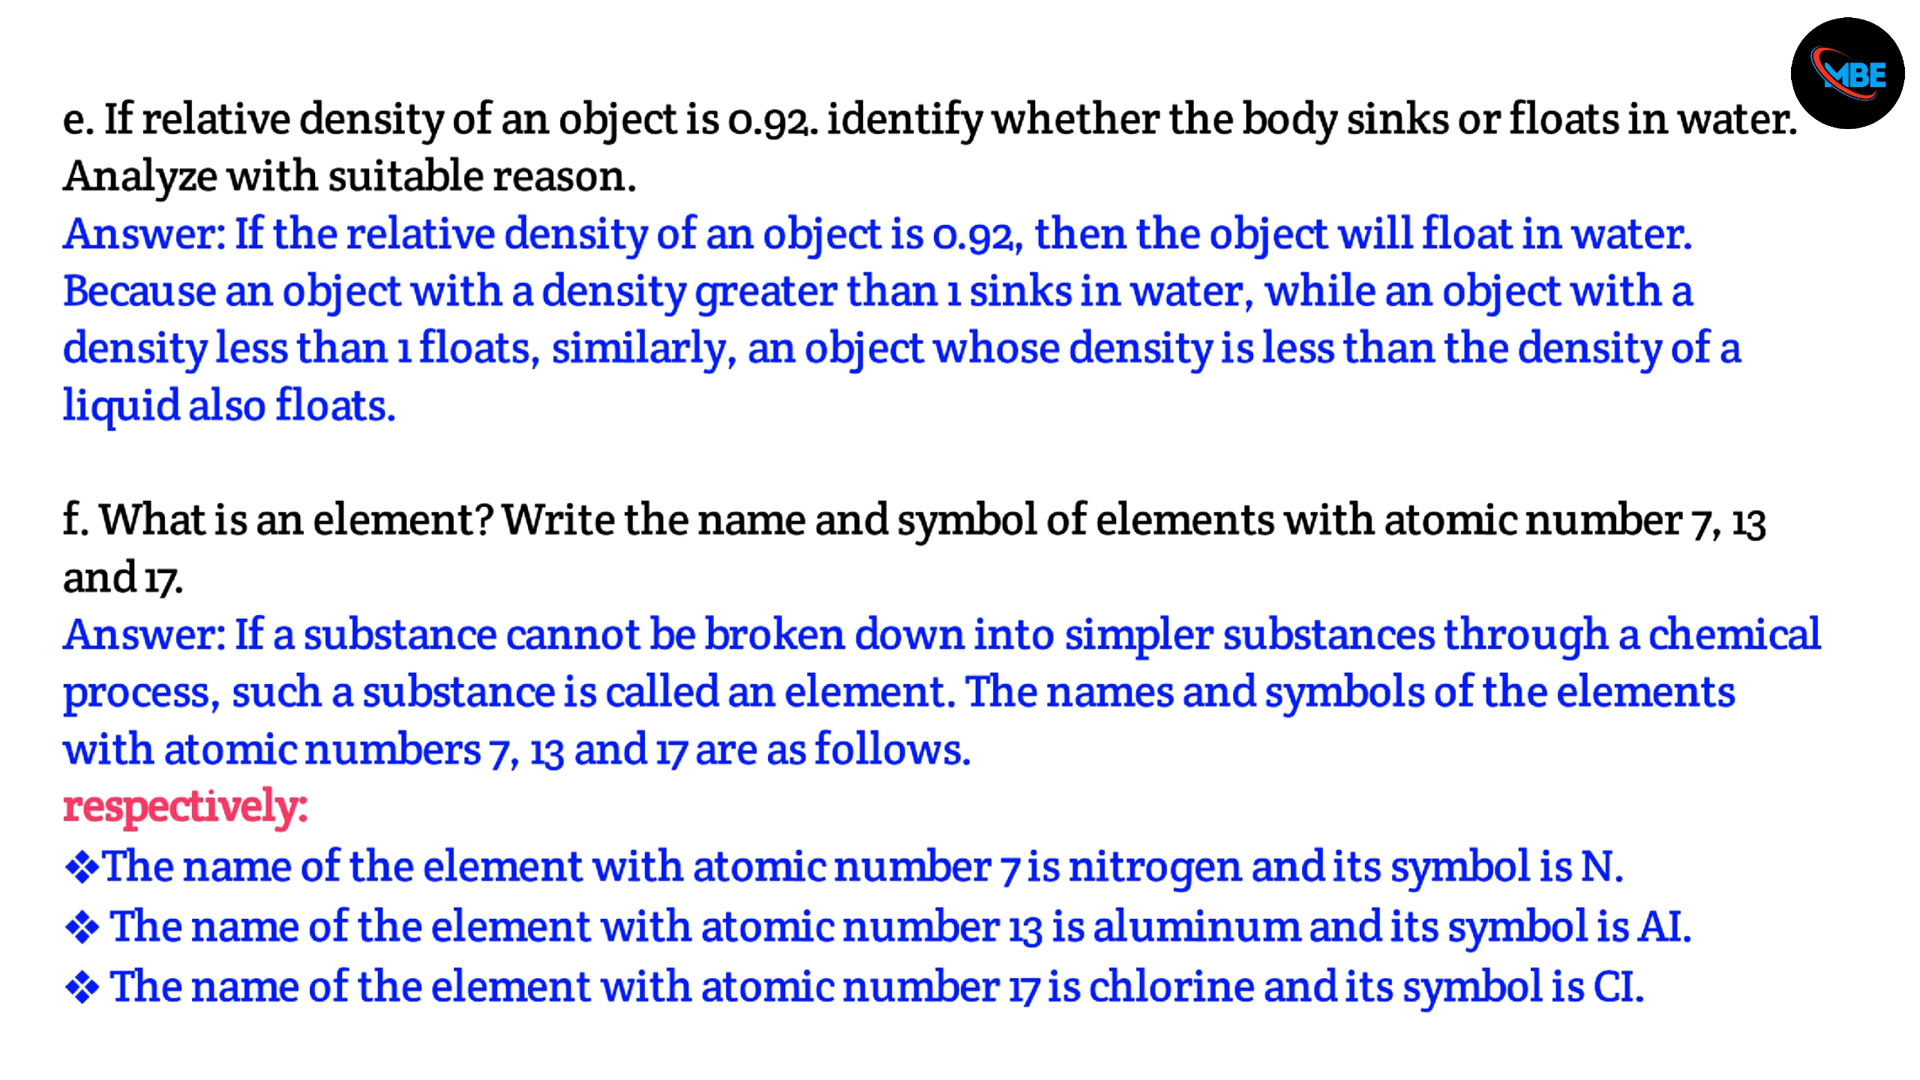 MBE
e. If relative density of an object is 0.92. identify whether the body sinks or floats in water.
Analyze with suitable reason.
Answer: If the relative density of an object is 0.92, then the object will float in water.
Because an object with a density greater than 1 sinks in water, while an object with a
density less than 1 floats, similarly, an object whose density is less than the density of a
liquid also floats.
f. What is an element? Write the name and symbol of elements with atomic number 7, 13
and 17.
Answer: If a substance cannot be broken down into simpler substances through a chemical
process, such a substance is called an element. The names and symbols of the elements
with atomic numbers 7, 13 and 17 are as follows.
respectively:
❖The name of the element with atomic number 7 is nitrogen and its symbol is N.
❖ The name of the element with atomic number 13 is aluminum and its symbol is AI.
❖ The name of the element with atomic number 17 is chlorine and its symbol is CI.